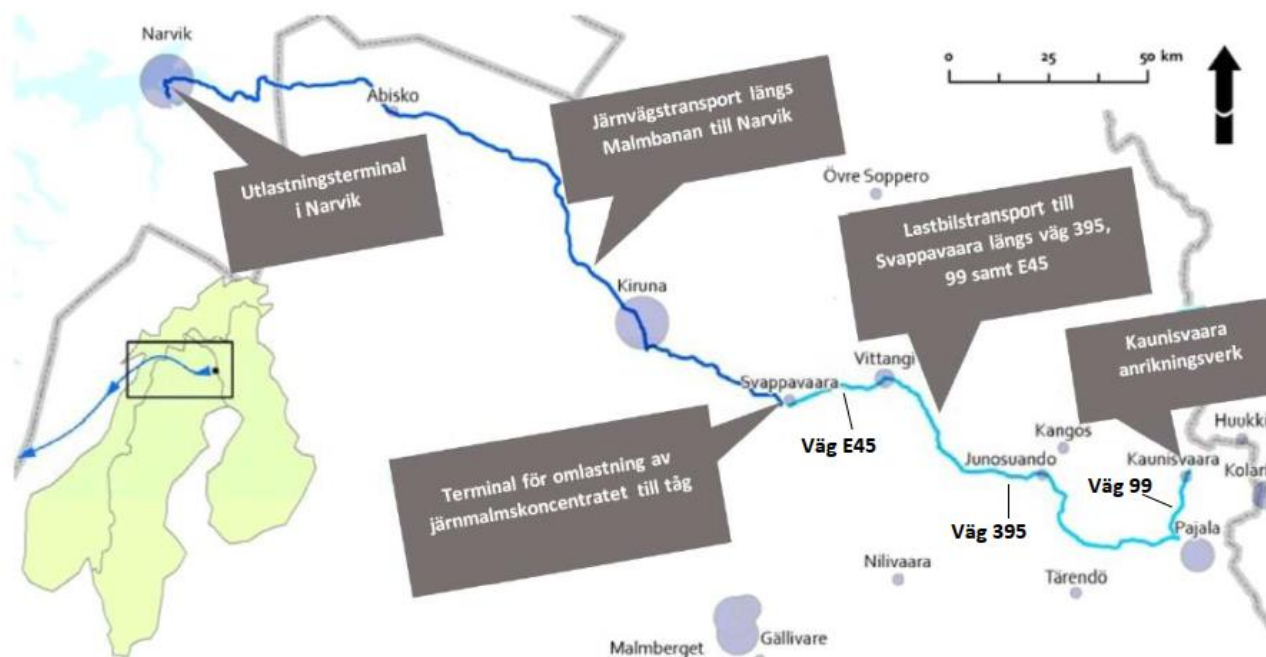 Narvik
0 25 50 km
Abisko
Järnvägstransport längs
Malmbanan till Narvik
Utlastningsterminal
i Narvik
Övre Soppero
Lastbilstransport till
Svappavaara längs väg 395,
99 samt E45
Kiruna
Kaunisvaara
anrikningsverk
Vittangi
Svappavaara
Väg E45
Huukki
Kangos
Terminal för omlastning av
järnmalmskoncentratet till tåg
Junosuando
Kaunisvaara
Kolari
Väg 99
Väg 395
Pajala
Nilivaara
Tärendö
Malmberget
Gällivare